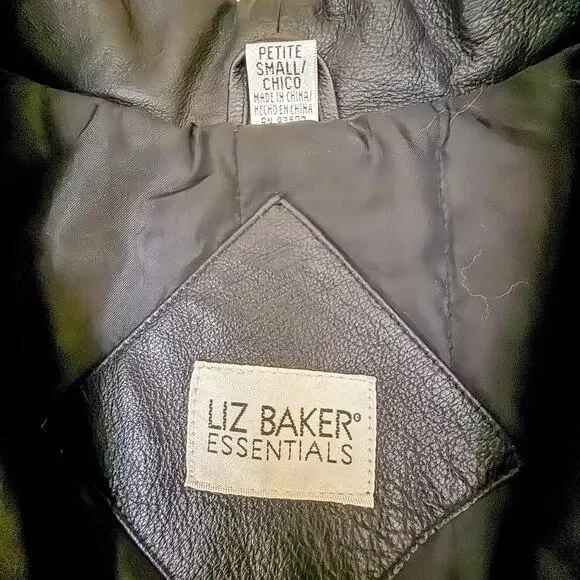 PETITE
SMALL/
CHICO
MADE IN CHINA/
HECHO EN CHINA
LIZ BAKER®
ESSENTIALS